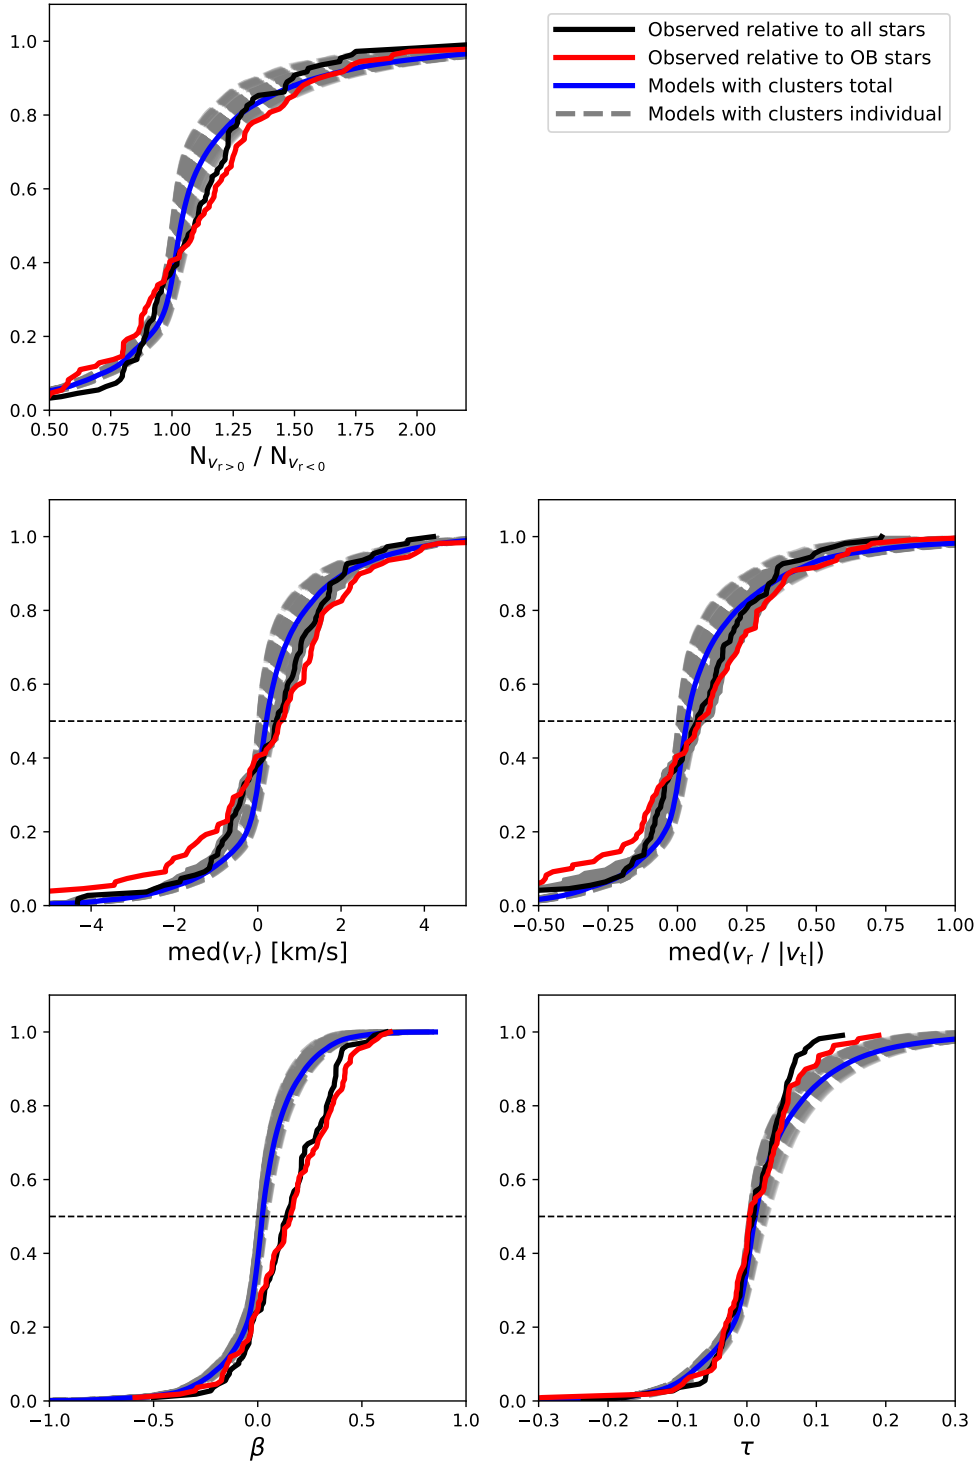 Observed relative to all stars
Observed relative to OB stars
Models with clusters total
Models with clusters individual
1.0
0.8
0.6
0.4
0.2
0.0
0.50 0.75 1.00 1.25 1.50 1.75 2.00
N_{v_{r>0}} / N_{v_{r<0}}
1.0
0.8
0.6
0.4
0.2
0.0
−4 −2 0 2 4
med(v_r) [km/s]
1.0
0.8
0.6
0.4
0.2
0.0
−0.50 −0.25 0.00 0.25 0.50 0.75 1.00
med(v_r / |v_t|)
1.0
0.8
0.6
0.4
0.2
0.0
−1.0 −0.5 0.0 0.5 1.0
β
1.0
0.8
0.6
0.4
0.2
0.0
−0.3 −0.2 −0.1 0.0 0.1 0.2 0.3
τ